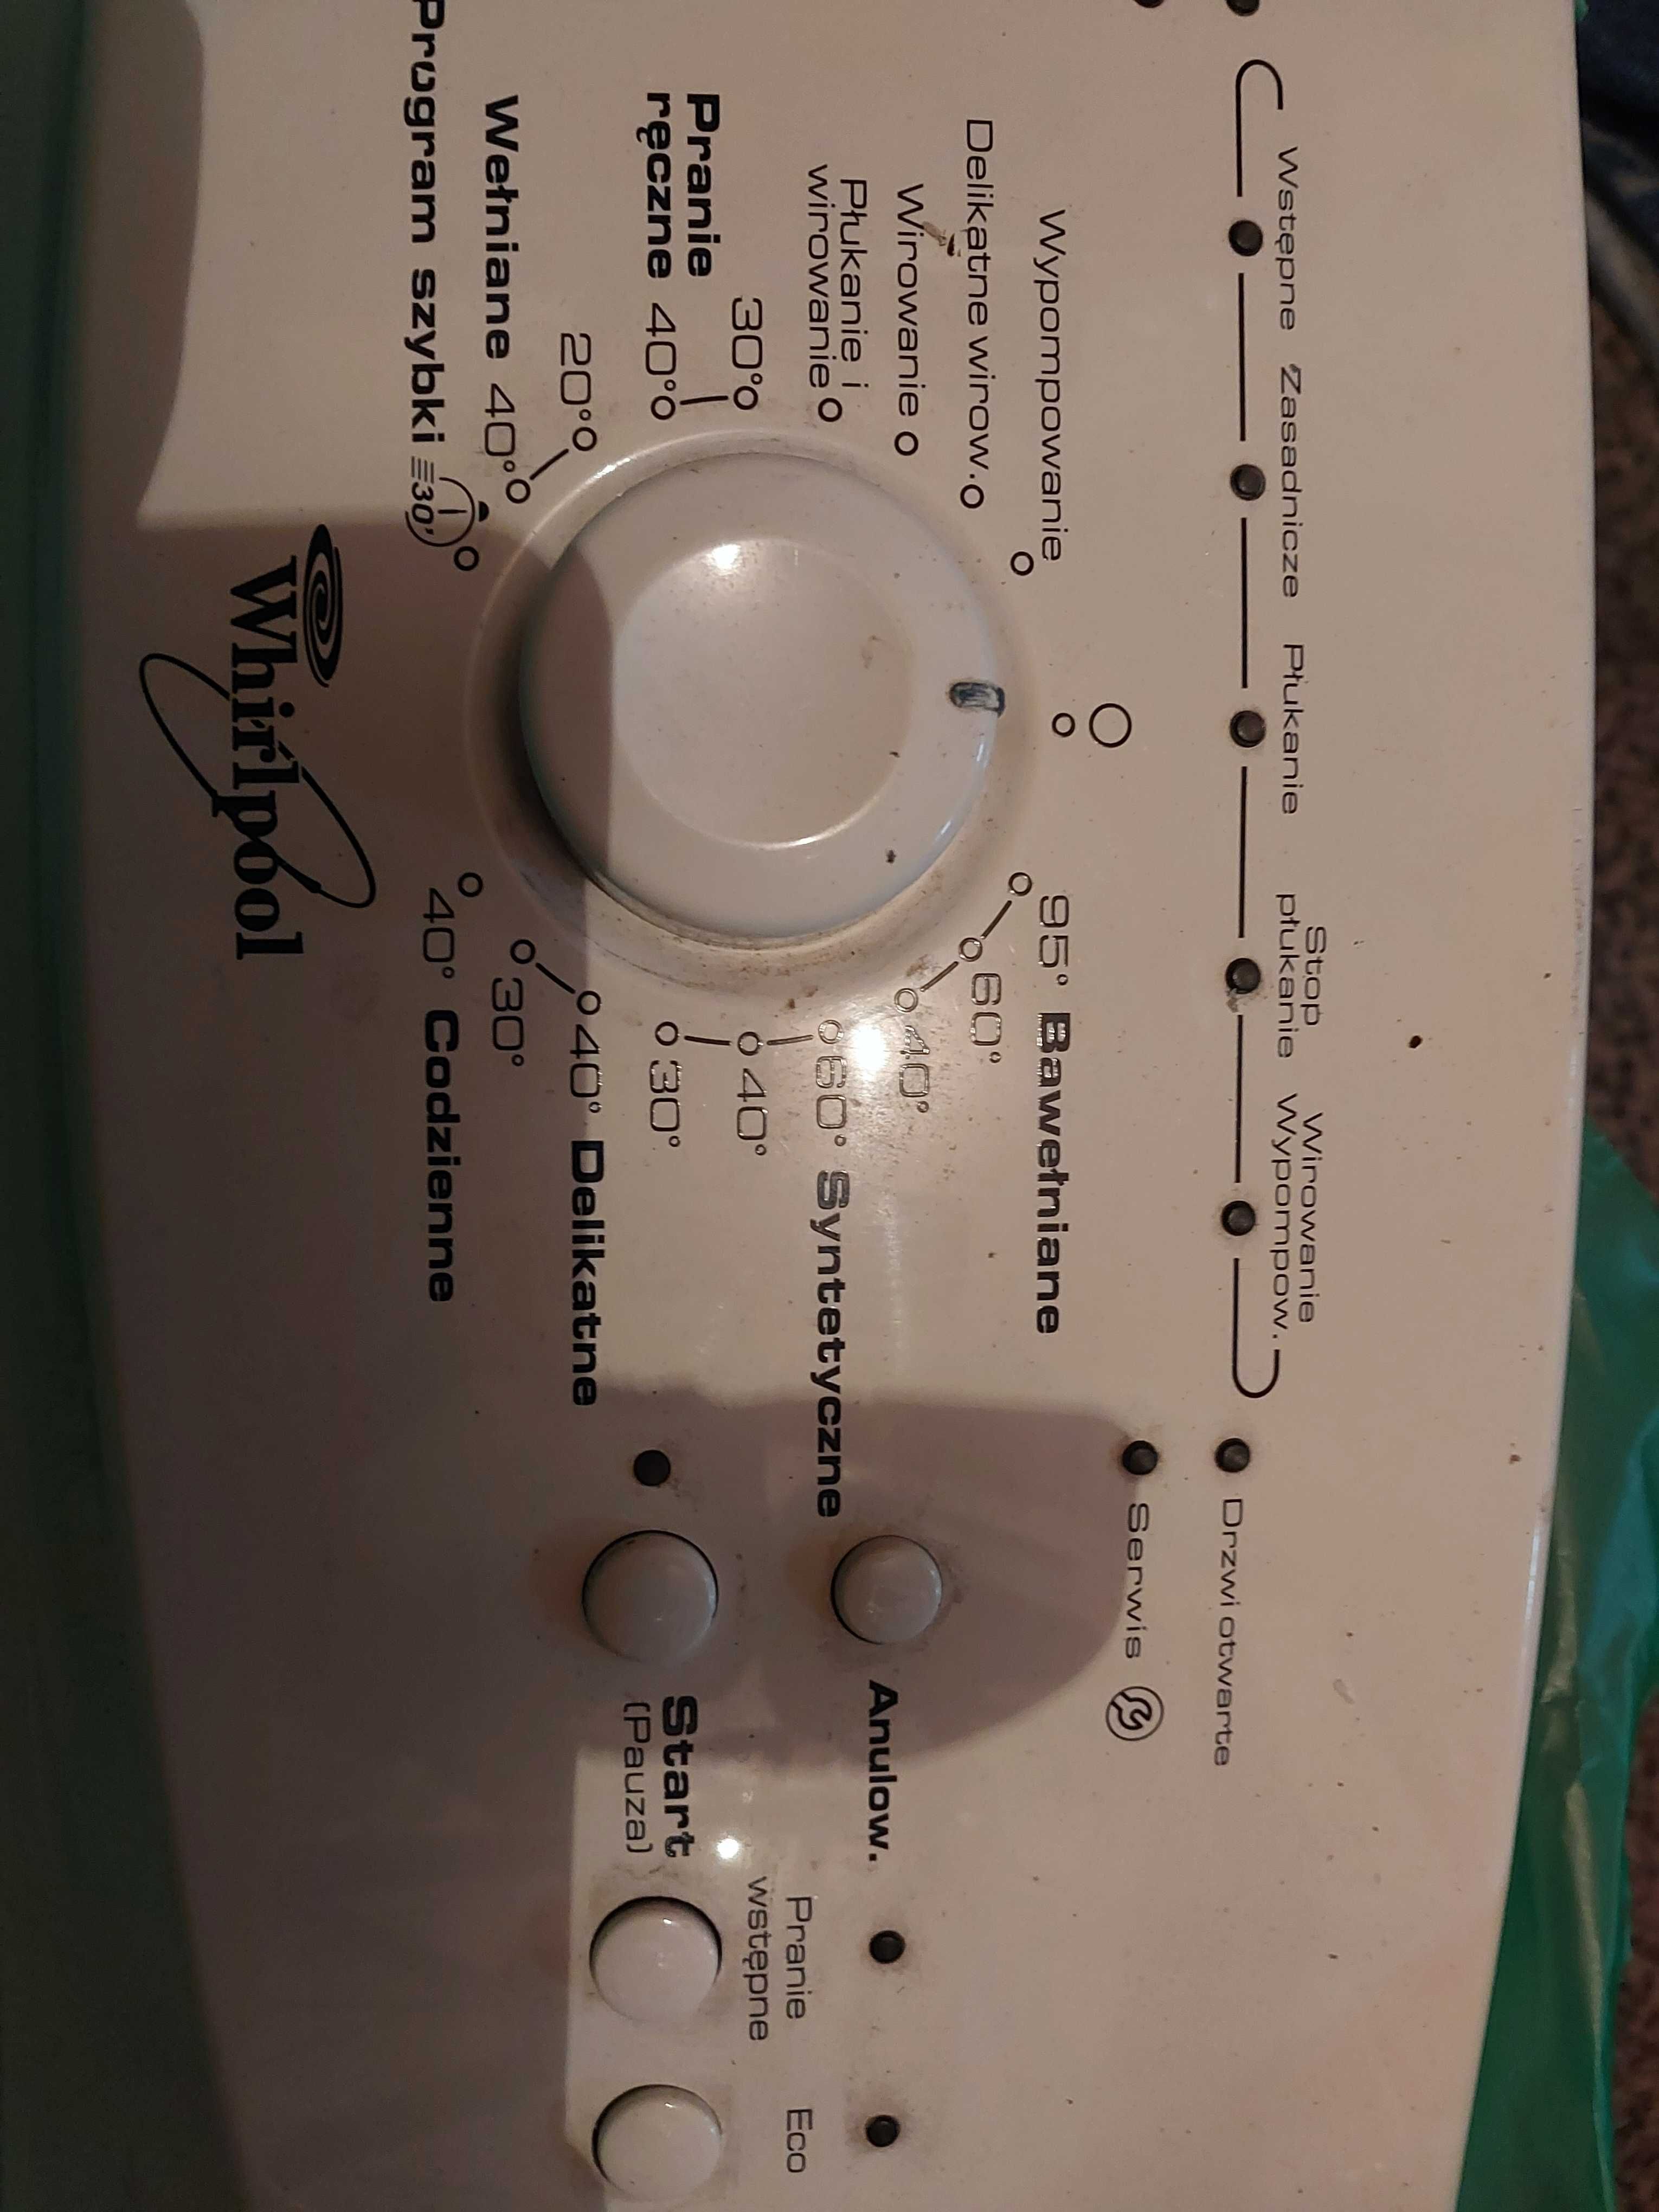 Wstępne
Zasadnicze
Płukanie
Stop
płukanie
Wirowanie
Wypompow.
Drzwi otwarte
Serwis
Wypompowanie
Delikatne wirow.
Wirowanie
Płukanie i
wirowanie
30°
Pranie
ręczne 40°
20°
Wełniane 40°
Program szybki 30'
95° Bawełniane
60°
40°
60° Syntetyczne
40°
30°
40° Delikatne
30°
40° Codzienne
Anulow.
Start
(Pauza)
Pranie
wstępne
Eco
Whirlpool